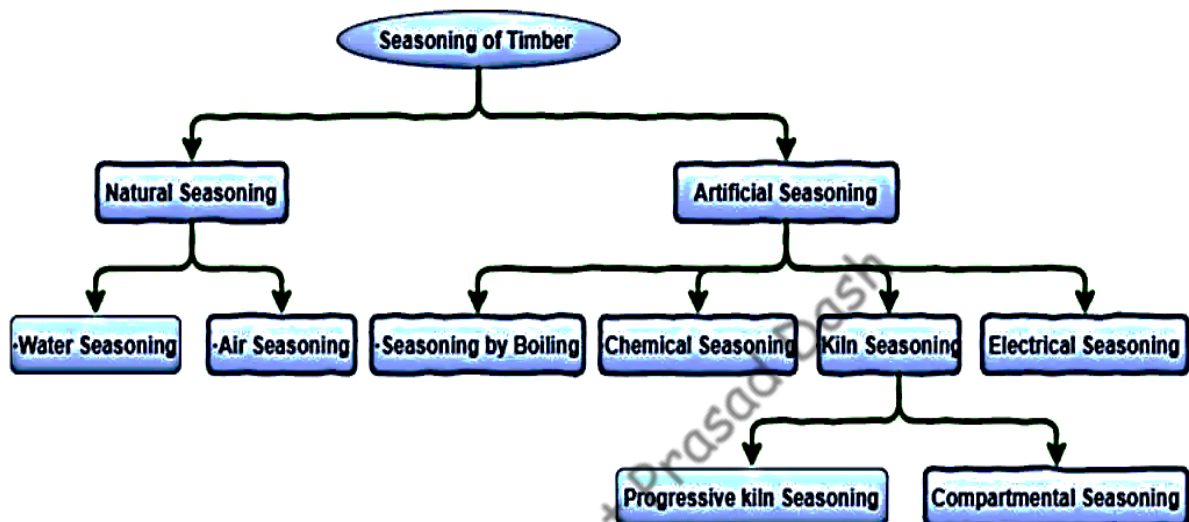 Seasoning of Timber
Natural Seasoning
Artificial Seasoning
·Water Seasoning
·Air Seasoning
·Seasoning by Boiling
Chemical Seasoning
Kiln Seasoning
Electrical Seasoning
Progressive kiln Seasoning
Compartmental Seasoning
Prasad Dash